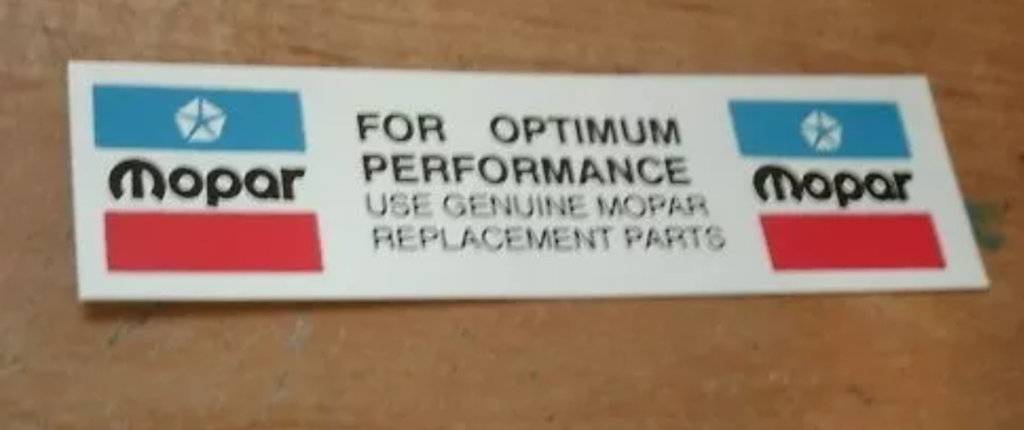 mopar
FOR OPTIMUM
PERFORMANCE
USE GENUINE MOPAR
REPLACEMENT PARTS
mopar